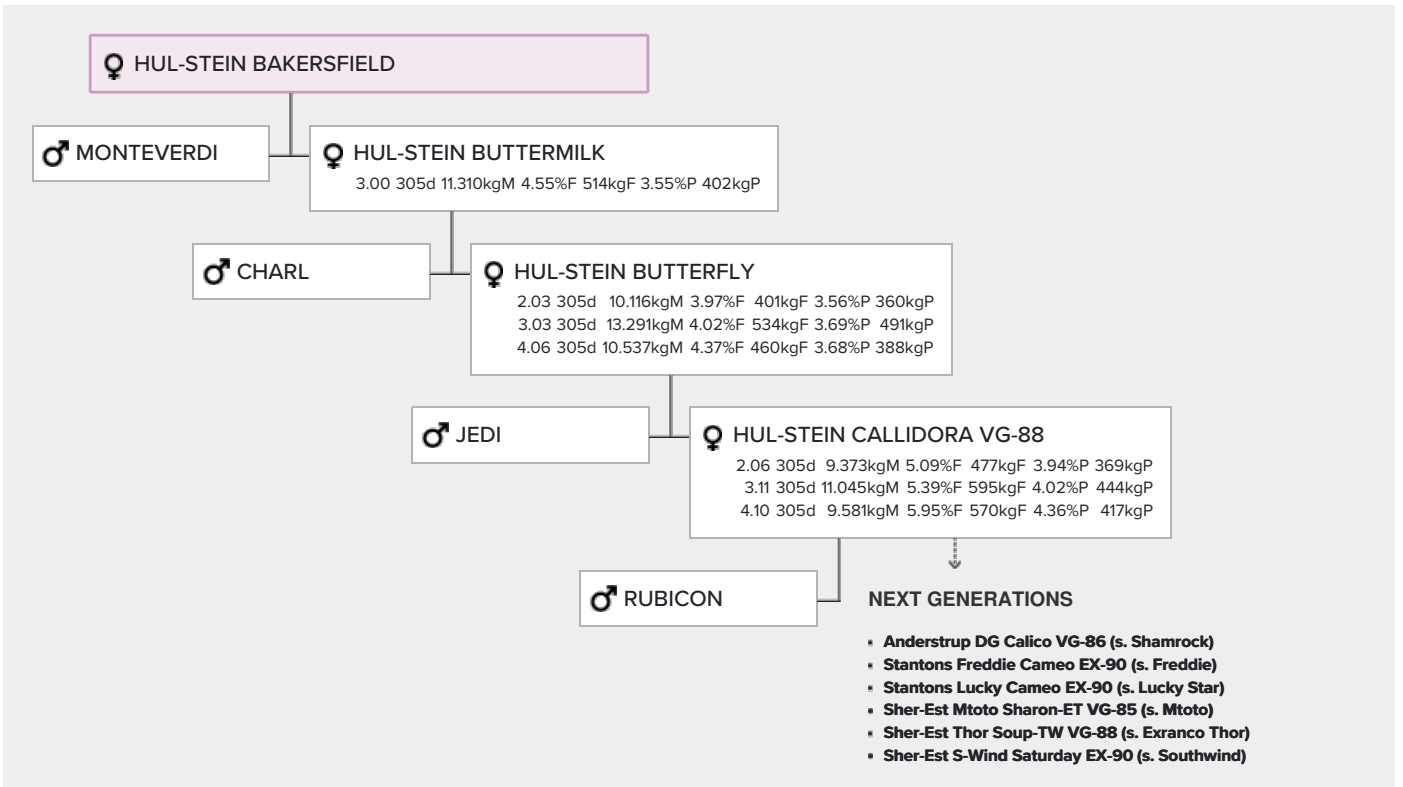 HUL-STEIN BAKERSFIELD
MONTEVERDI
HUL-STEIN BUTTERMILK
3.00 305d 11.310kgM 4.55%F 514kgF 3.55%P 402kgP
CHARL
HUL-STEIN BUTTERFLY
2.03 305d 10.116kgM 3.97%F 401kgF 3.56%P 360kgP
3.03 305d 13.291kgM 4.02%F 534kgF 3.69%P 491kgP
4.06 305d 10.537kgM 4.37%F 460kgF 3.68%P 388kgP
JEDI
HUL-STEIN CALLIDORA VG-88
2.06 305d 9.373kgM 5.09%F 477kgF 3.94%P 369kgP
3.11 305d 11.045kgM 5.39%F 595kgF 4.02%P 444kgP
4.10 305d 9.581kgM 5.95%F 570kgF 4.36%P 417kgP
RUBICON
NEXT GENERATIONS
Anderstrup DG Calico VG-86 (s. Shamrock)
Stantons Freddie Cameo EX-90 (s. Freddie)
Stantons Lucky Cameo EX-90 (s. Lucky Star)
Sher-Est Mtoto Sharon-ET VG-85 (s. Mtoto)
Sher-Est Thor Soup-TW VG-88 (s. Exranco Thor)
Sher-Est S-Wind Saturday EX-90 (s. Southwind)